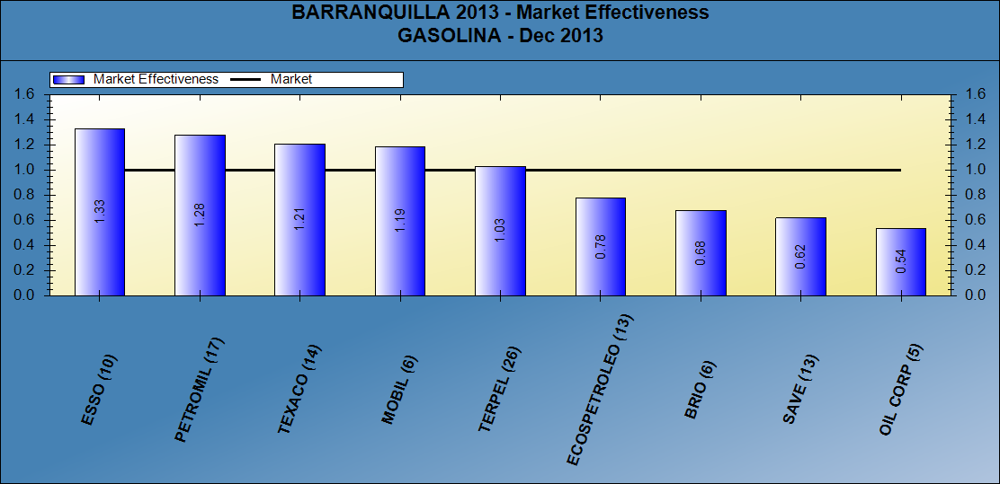 BARRANQUILLA 2013 - Market Effectiveness
GASOLINA - Dec 2013
Market Effectiveness Market
1.6 1.6
1.4 1.4
1.2 1.2
1.0 1.0
0.8 0.8
0.6 0.6
0.4 0.4
0.2 0.2
0.0 0.0
1.33 1.28 1.21 1.19 1.03 0.78 0.68 0.62 0.54
ESSO (10)
PETROMIL (17)
TEXACO (14)
MOBIL (6)
TERPEL (26)
ECOSPETROLEO (13)
BRIO (6)
SAVE (13)
OIL CORP (5)